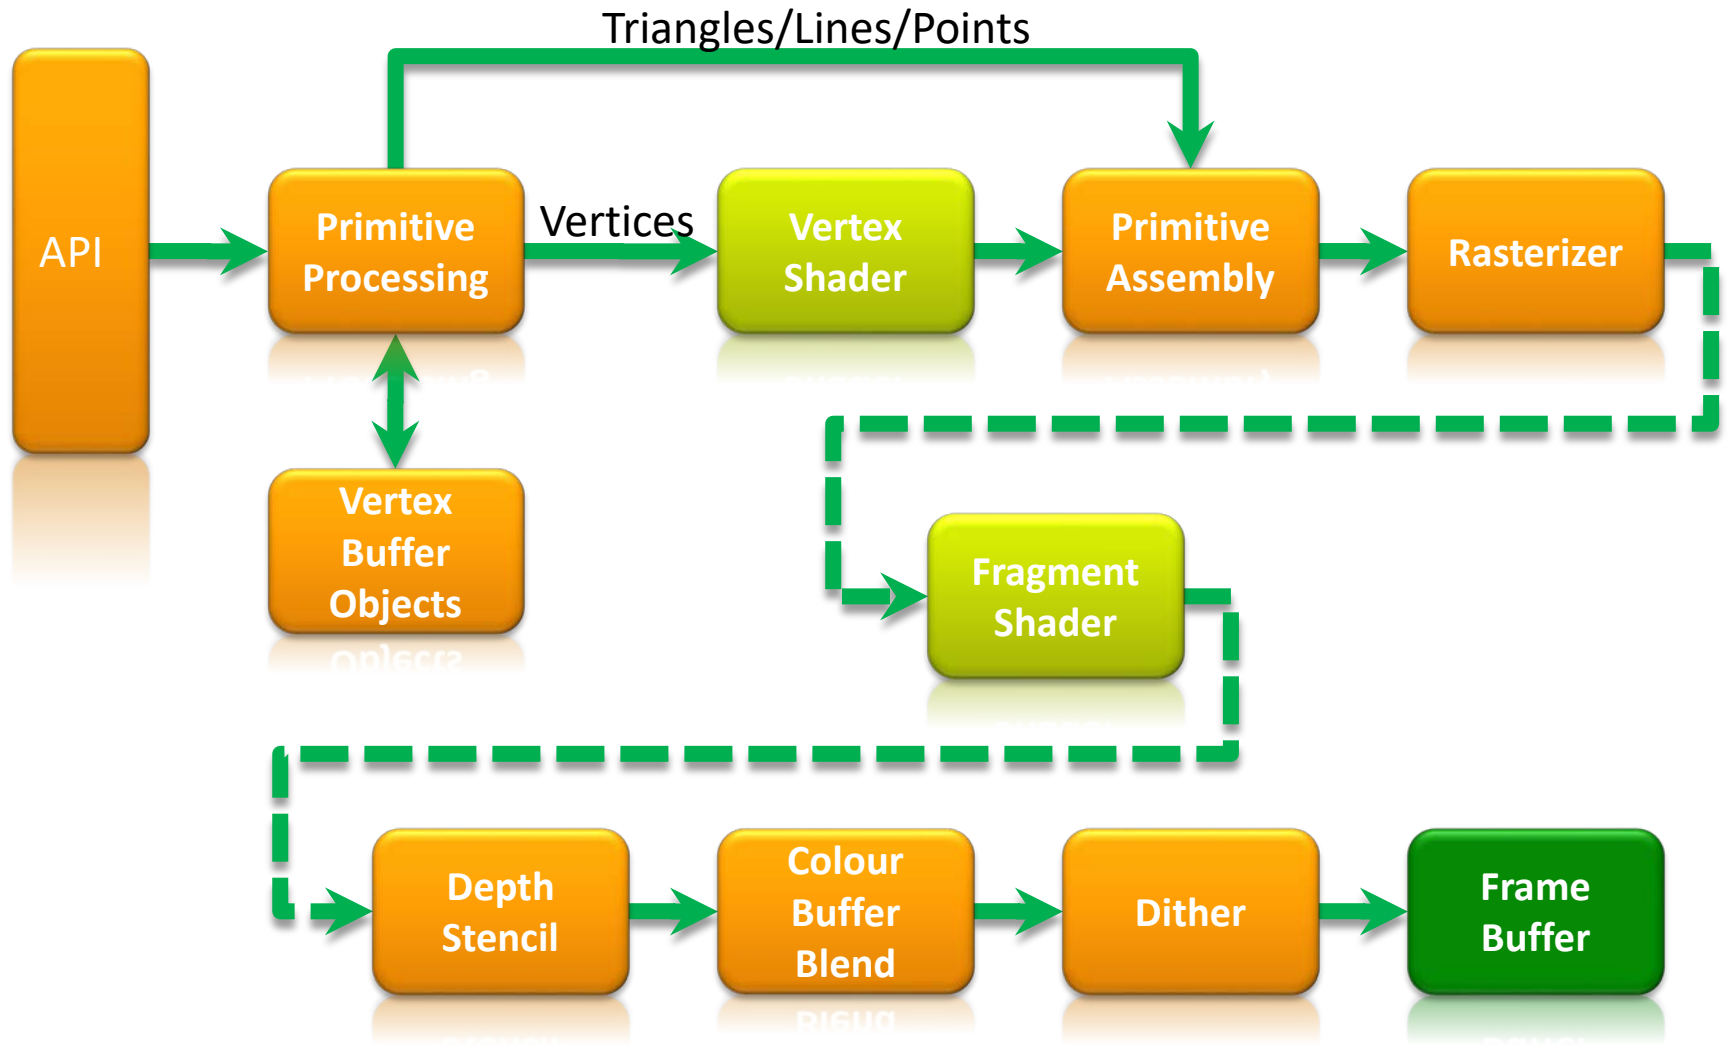 Triangles/Lines/Points
API
Primitive
Processing
Vertices
Vertex
Shader
Primitive
Assembly
Rasterizer
Vertex
Buffer
Objects
Fragment
Shader
Depth
Stencil
Colour
Buffer
Blend
Dither
Frame
Buffer